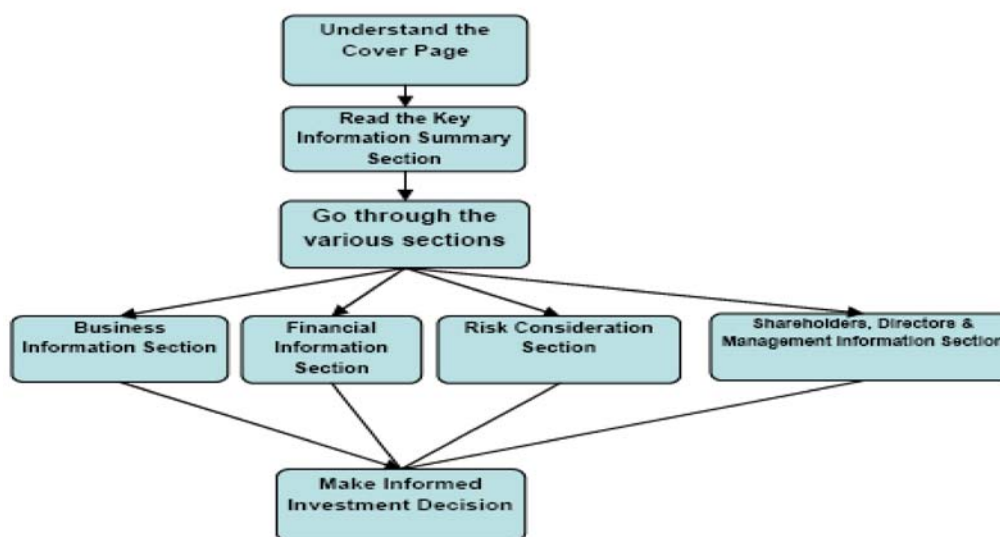 Understand the
Cover Page
Read the Key
Information Summary
Section
Go through the
various sections
Business
Information Section
Financial
Information
Section
Risk Consideration
Section
Shareholders, Directors &
Management Information Section
Make Informed
Investment Decision